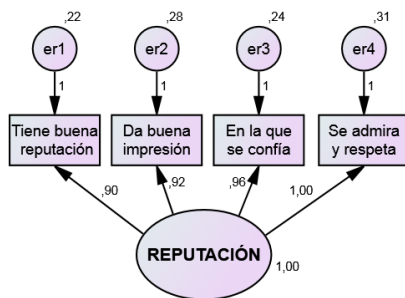 ,22
,28
,24
,31
er1
er2
er3
er4
1
1
1
1
Tiene buena
reputación
Da buena
impresión
En la que
se confía
Se admira
y respeta
,90
,92
,96
1,00
REPUTACIÓN
1,00